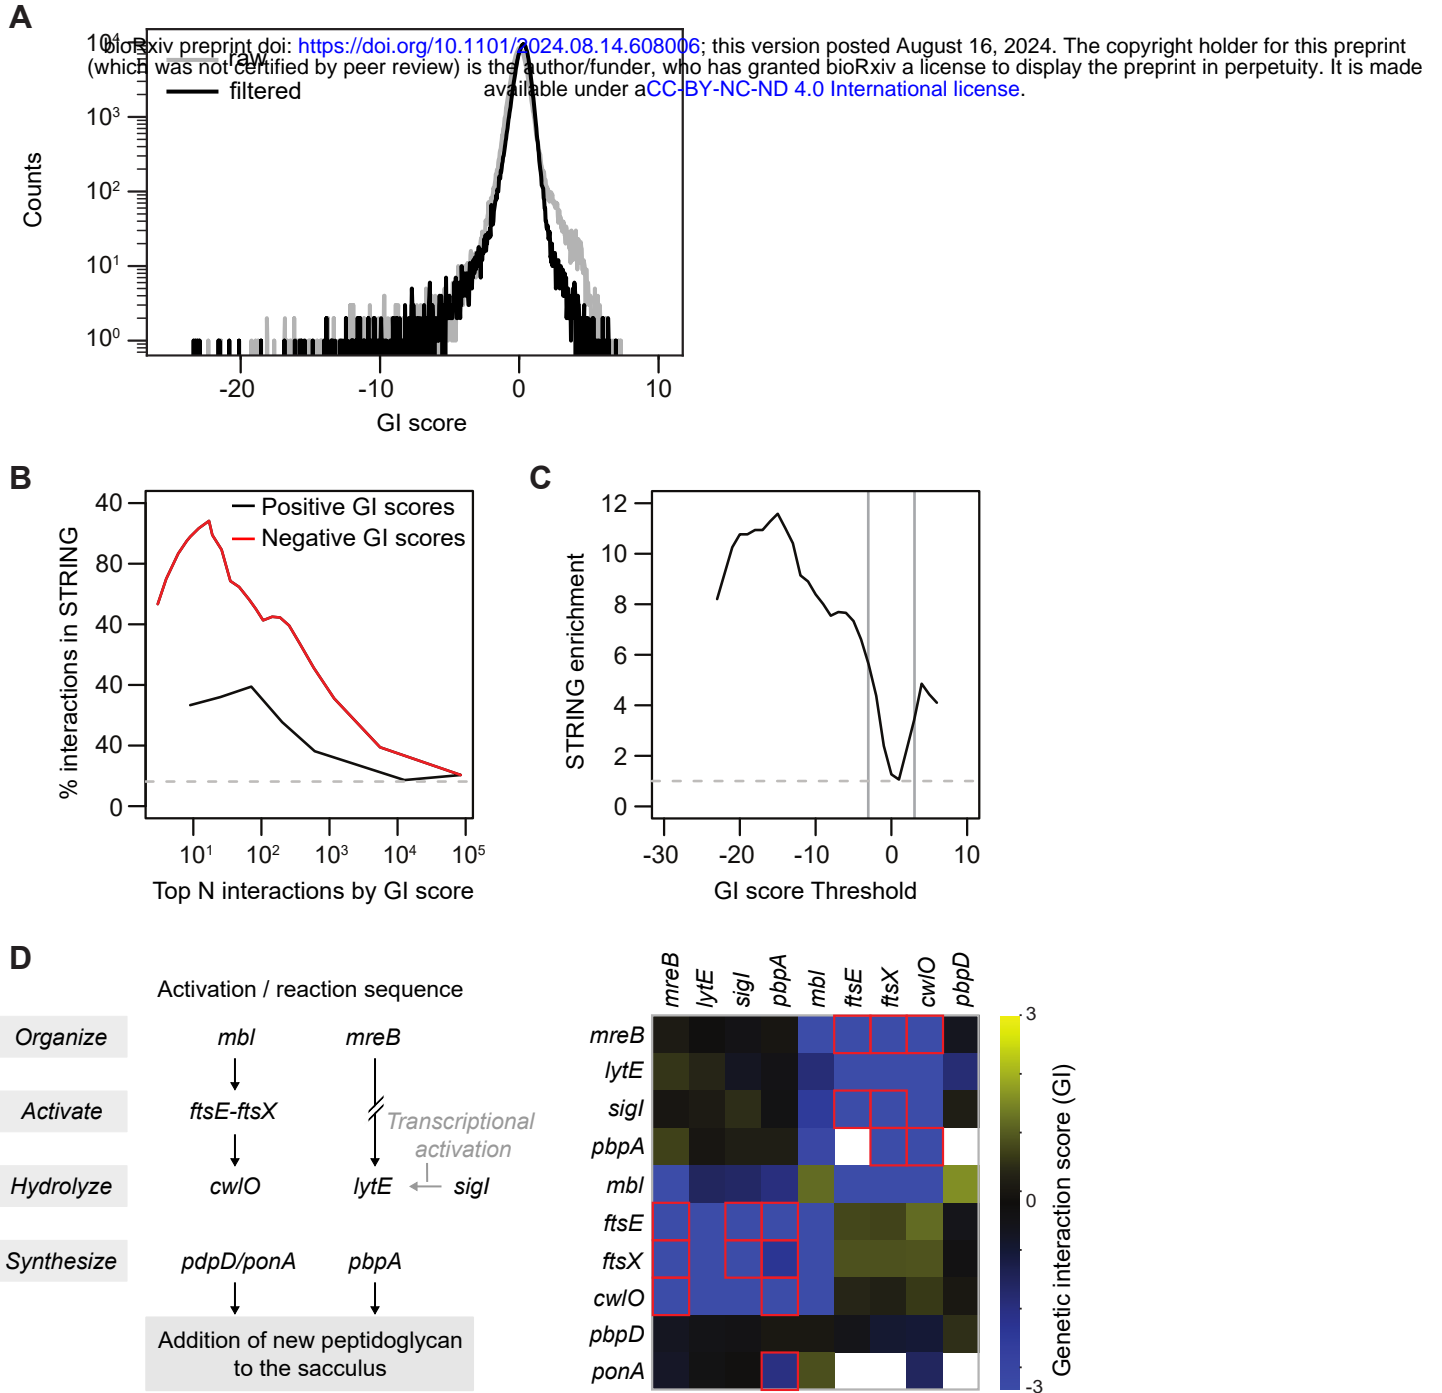 A
bioRxiv preprint doi: https://doi.org/10.1101/2024.08.14.608006; this version posted August 16, 2024. The copyright holder for this preprint
(which was not certified by peer review) is the author/funder, who has granted bioRxiv a license to display the preprint in perpetuity. It is made
available under aCC-BY-NC-ND 4.0 International license.
raw
filtered
Counts
10⁴
10³
10²
10¹
10⁰
-20 -10 0 10
GI score
B
% interactions in STRING
40
80
40
40
40
0
Positive GI scores
Negative GI scores
10¹ 10² 10³ 10⁴ 10⁵
Top N interactions by GI score
C
STRING enrichment
12
10
8
6
4
2
0
-30 -20 -10 0 10
GI score Threshold
D
Activation / reaction sequence
Organize mbl mreB
Activate ftsE-ftsX
Transcriptional
activation
Hydrolyze cwlO lytE sigI
Synthesize pdpD/ponA pbpA
Addition of new peptidoglycan
to the sacculus
mreB lytE sigI pbpA mbl ftsE ftsX cwlO pbpD
mreB
lytE
sigI
pbpA
mbl
ftsE
ftsX
cwlO
pbpD
ponA
3
0
-3
Genetic interaction score (GI)